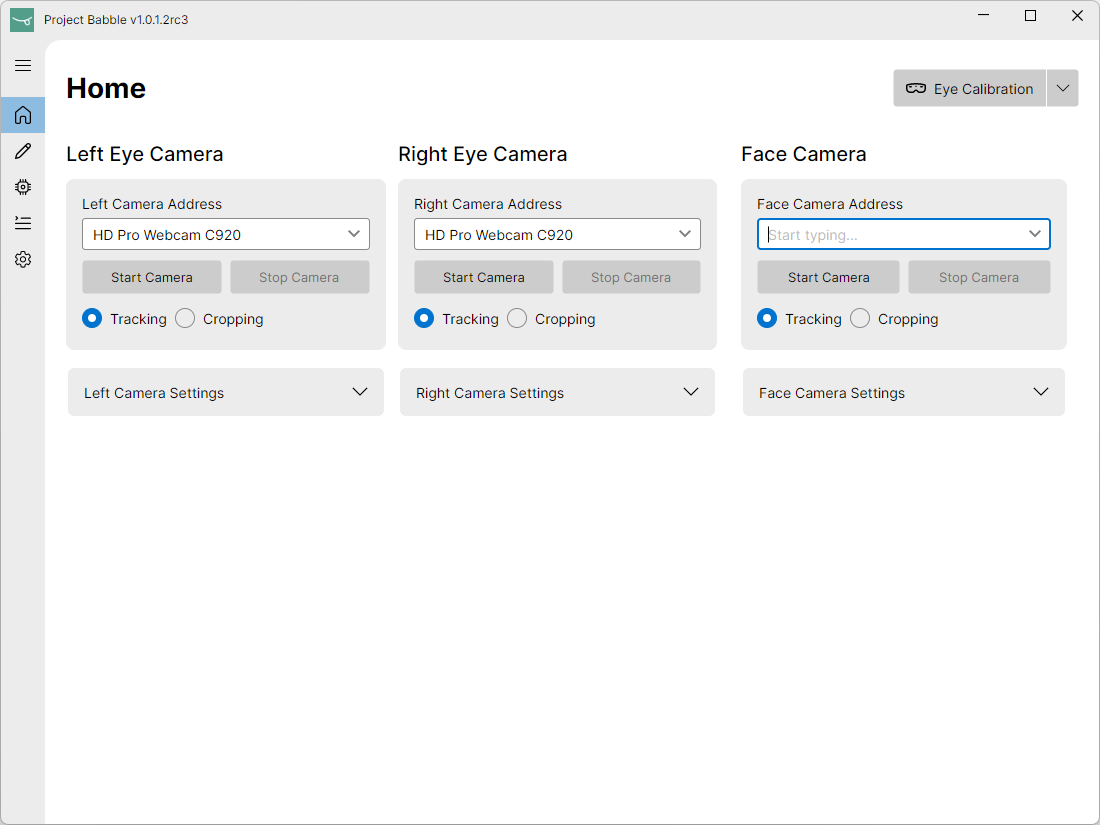 Project Babble v1.0.1.2rc3
Home
Eye Calibration
Left Eye Camera
Left Camera Address
HD Pro Webcam C920
Start Camera Stop Camera
Tracking Cropping
Left Camera Settings
Right Eye Camera
Right Camera Address
HD Pro Webcam C920
Start Camera Stop Camera
Tracking Cropping
Right Camera Settings
Face Camera
Face Camera Address
Start typing...
Start Camera Stop Camera
Tracking Cropping
Face Camera Settings